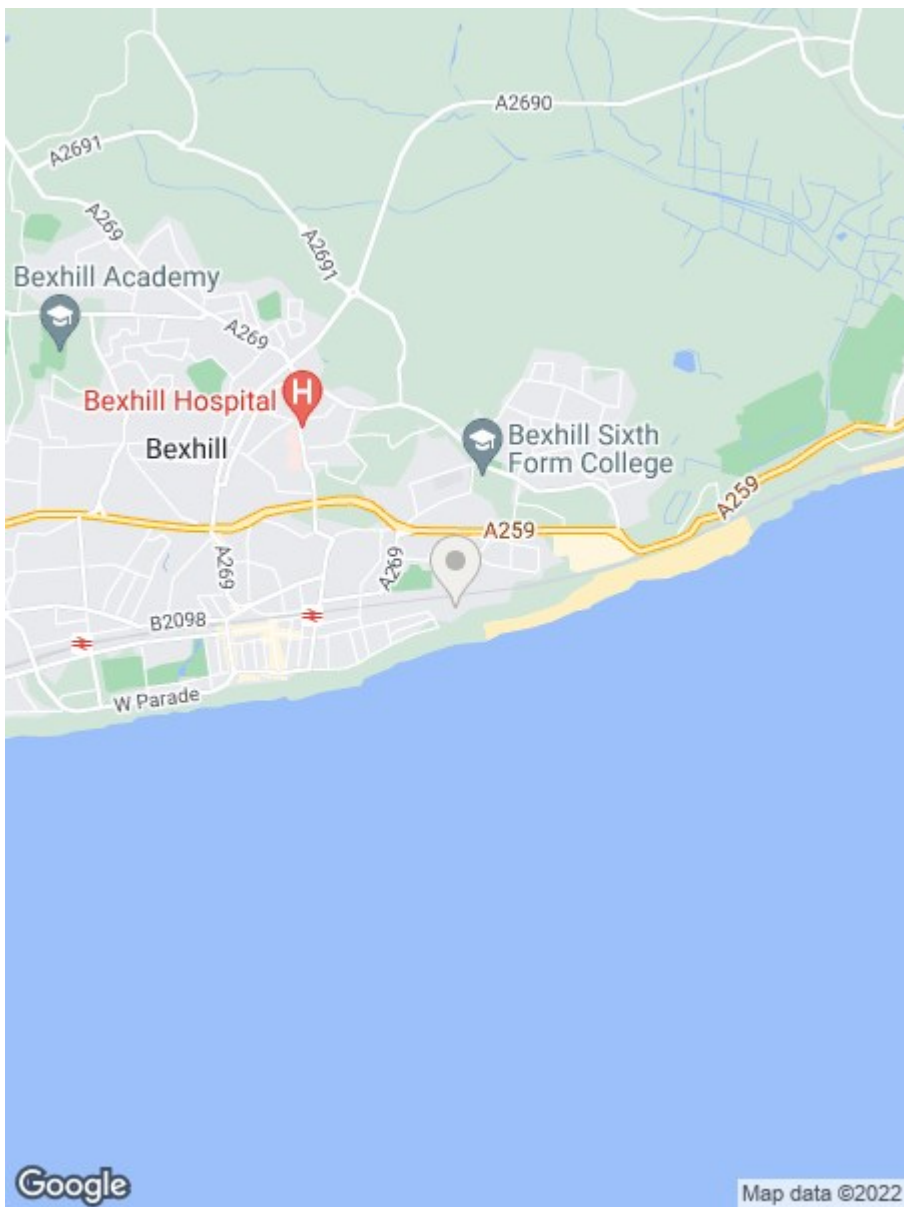 A2690
A2691
A269
A2691
Bexhill Academy
A269
H
Bexhill Hospital
Bexhill
Bexhill Sixth
Form College
A259
A259
A269
A269
B2098
W Parade
Google
Map data ©2022